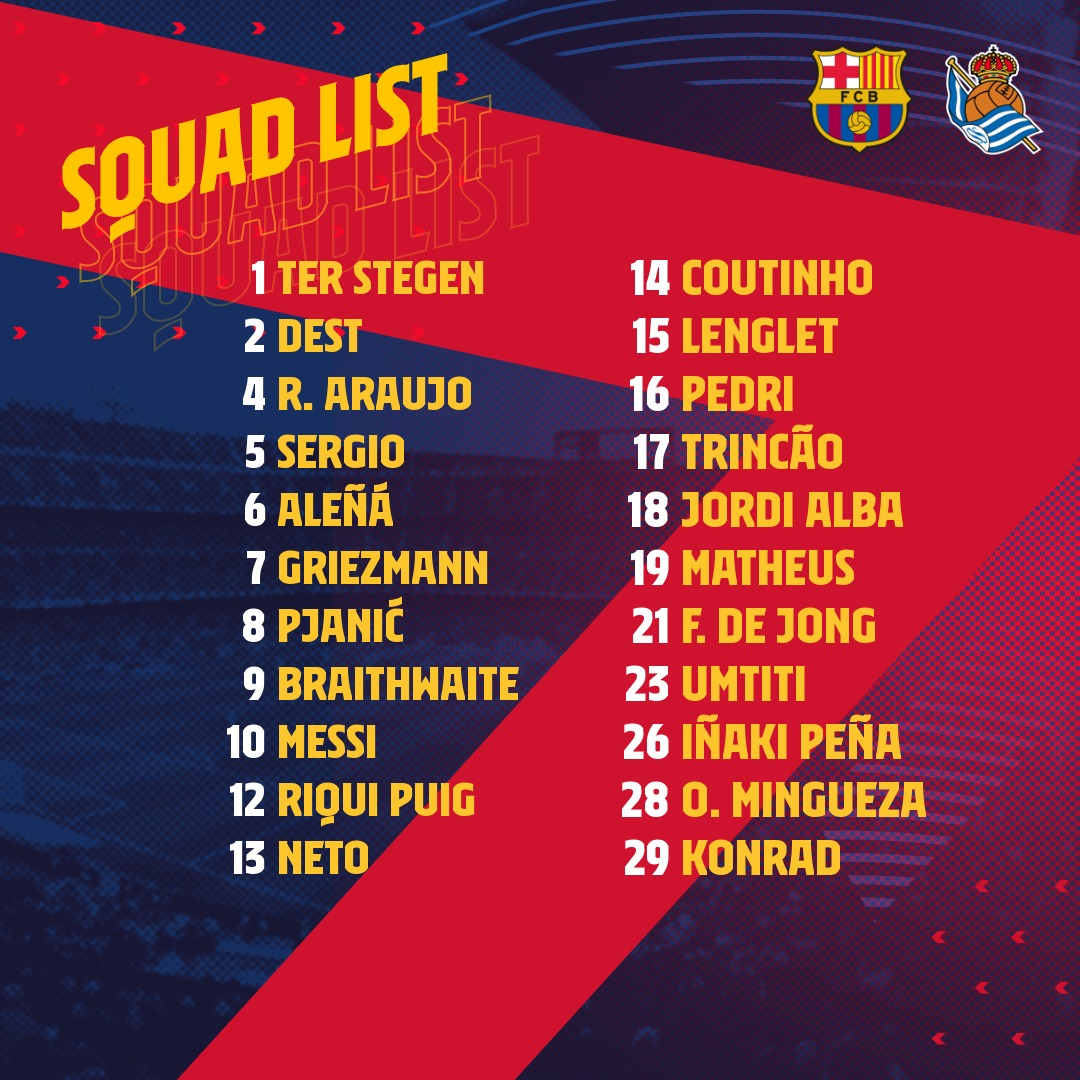 SQUAD LIST
FCB
1 TER STEGEN
2 DEST
4 R. ARAUJO
5 SERGIO
6 ALEÑÁ
7 GRIEZMANN
8 PJANIĆ
9 BRAITHWAITE
10 MESSI
12 RIQUI PUIG
13 NETO
14 COUTINHO
15 LENGLET
16 PEDRI
17 TRINCÃO
18 JORDI ALBA
19 MATHEUS
21 F. DE JONG
23 UMTITI
26 IÑAKI PEÑA
28 O. MINGUEZA
29 KONRAD